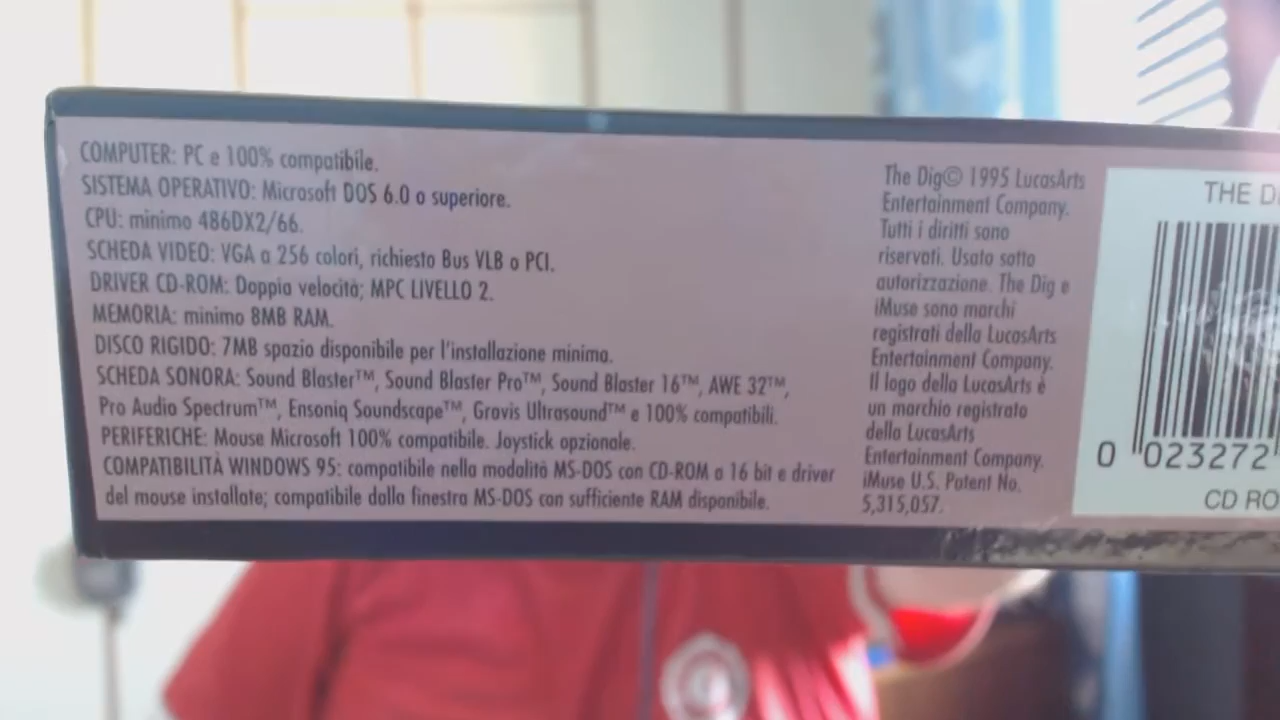 COMPUTER: PC e 100% compatibile.
SISTEMA OPERATIVO: Microsoft DOS 6.0 o superiore.
CPU: minimo 486DX2/66.
SCHEDA VIDEO: VGA a 256 colori, richiesto Bus VLB o PCI.
DRIVER CD-ROM: Doppia velocità; MPC LIVELLO 2.
MEMORIA: minimo 8MB RAM.
DISCO RIGIDO: 7MB spazio disponibile per l'installazione minima.
SCHEDA SONORA: Sound Blaster™, Sound Blaster Pro™, Sound Blaster 16™, AWE 32™,
Pro Audio Spectrum™, Ensoniq Soundscape™, Gravis Ultrasound™ e 100% compatibili.
PERIFERICHE: Mouse Microsoft 100% compatibile. Joystick opzionale.
COMPATIBILITÀ WINDOWS 95: compatibile nella modalità MS-DOS con CD-ROM a 16 bit e driver
del mouse installate; compatibile dalla finestra MS-DOS con sufficiente RAM disponibile.
The Dig© 1995 LucasArts
Entertainment Company.
Tutti i diritti sono
riservati. Usato sotto
autorizzazione. The Dig e
iMuse sono marchi
registrati della LucasArts
Entertainment Company.
Il logo della LucasArts è
un marchio registrato
della LucasArts
Entertainment Company.
iMuse U.S. Patent No.
5,315,057.
THE DI
0 023272
CD RO